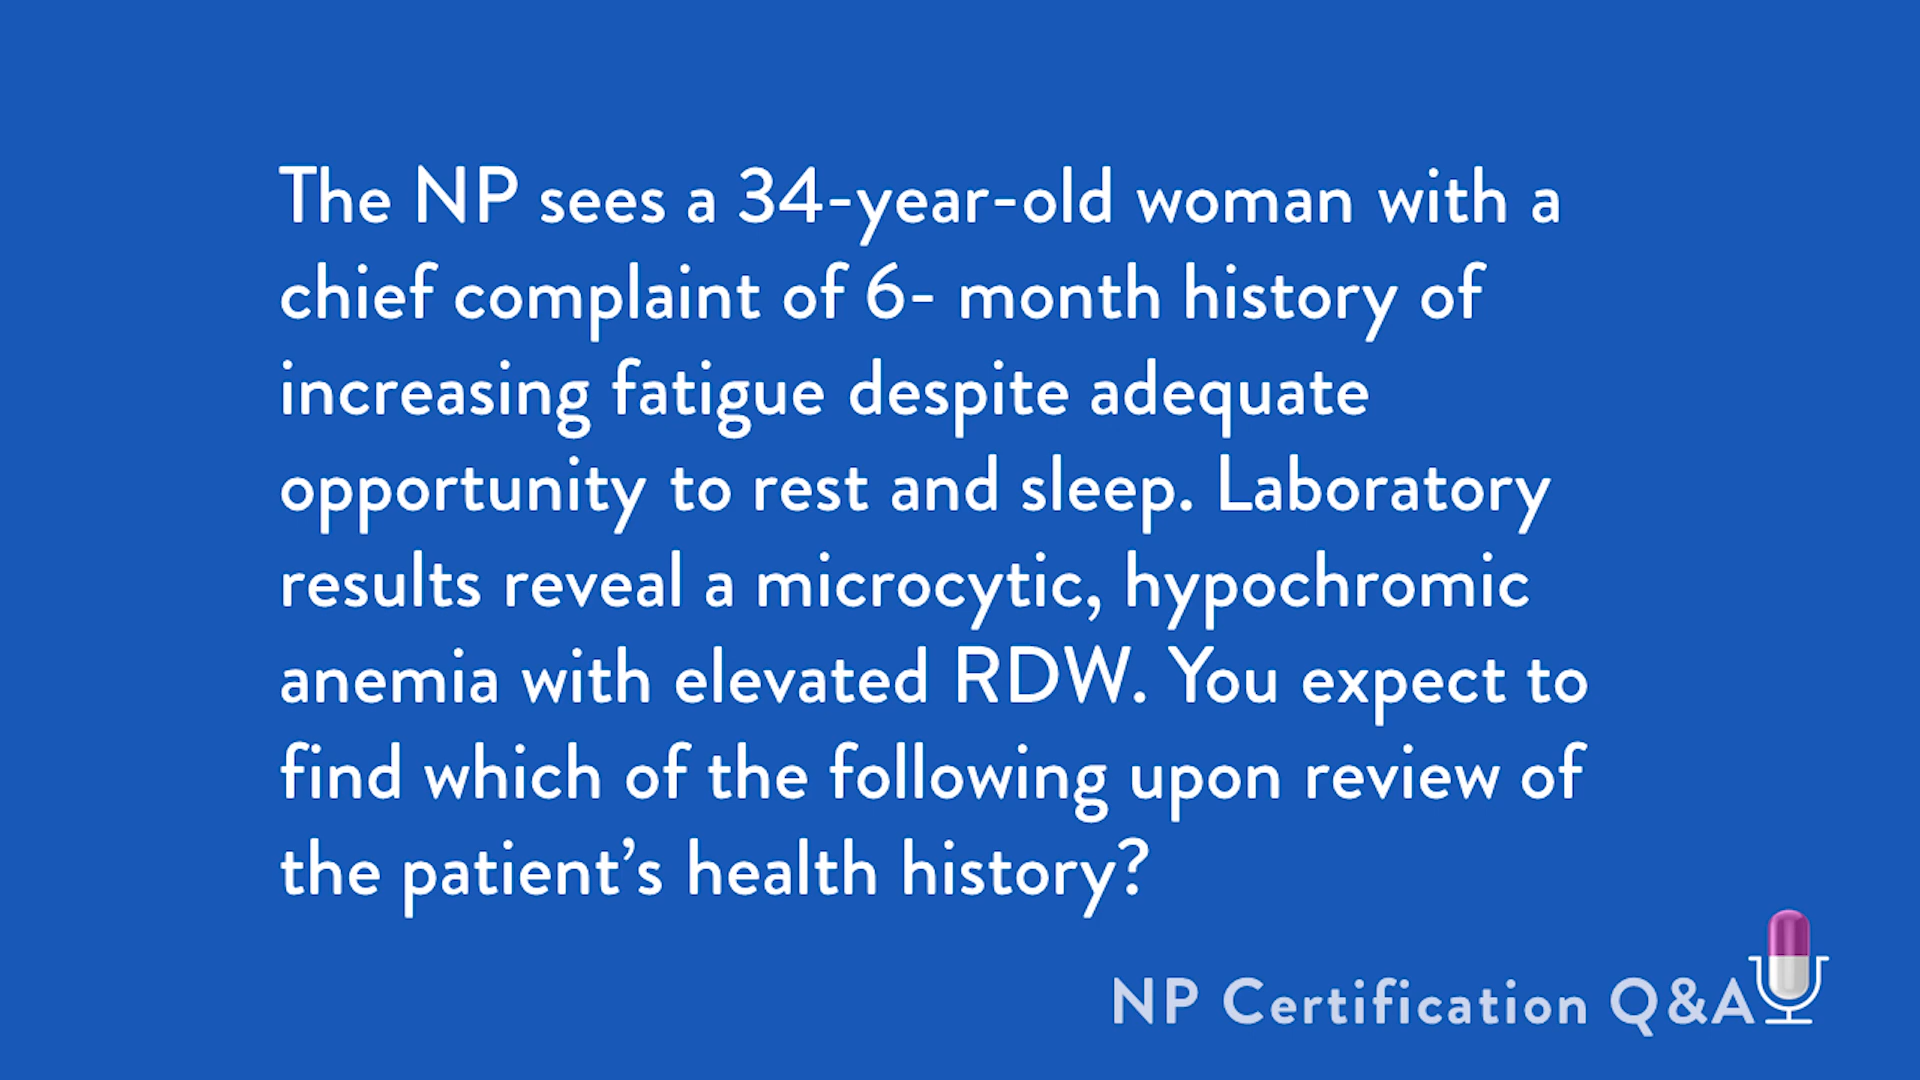 The NP sees a 34-year-old woman with a
chief complaint of 6- month history of
increasing fatigue despite adequate
opportunity to rest and sleep. Laboratory
results reveal a microcytic, hypochromic
anemia with elevated RDW. You expect to
find which of the following upon review of
the patient’s health history?
NP Certification Q&A